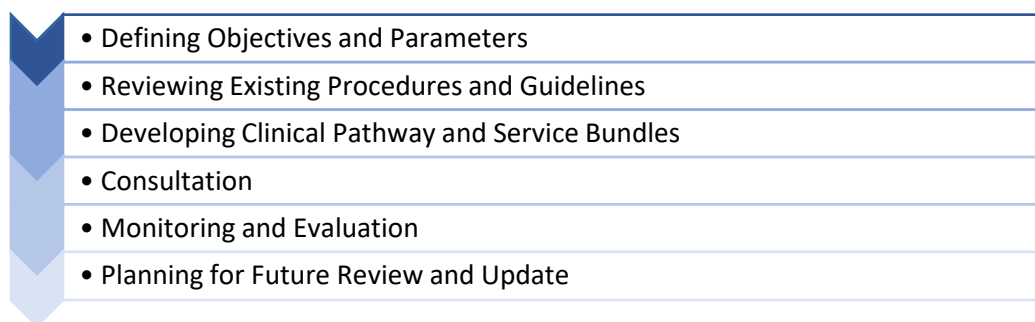 • Defining Objectives and Parameters
• Reviewing Existing Procedures and Guidelines
• Developing Clinical Pathway and Service Bundles
• Consultation
• Monitoring and Evaluation
• Planning for Future Review and Update